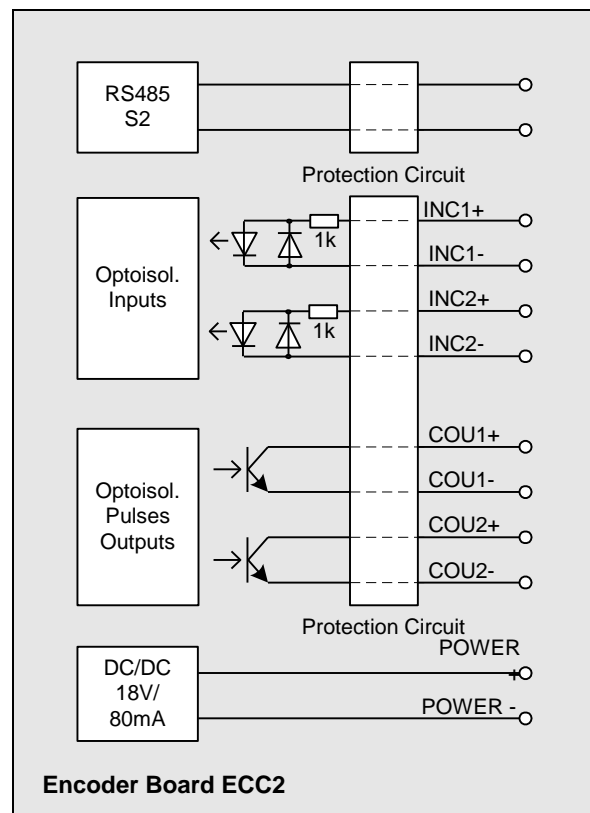 RS485
S2
Protection Circuit
INC1+
1k
INC1-
Optoisol.
Inputs
INC2+
1k
INC2-
COU1+
COU1-
Optoisol.
Pulses
Outputs
COU2+
COU2-
Protection Circuit
POWER
+
DC/DC
18V/
80mA
POWER -
Encoder Board ECC2